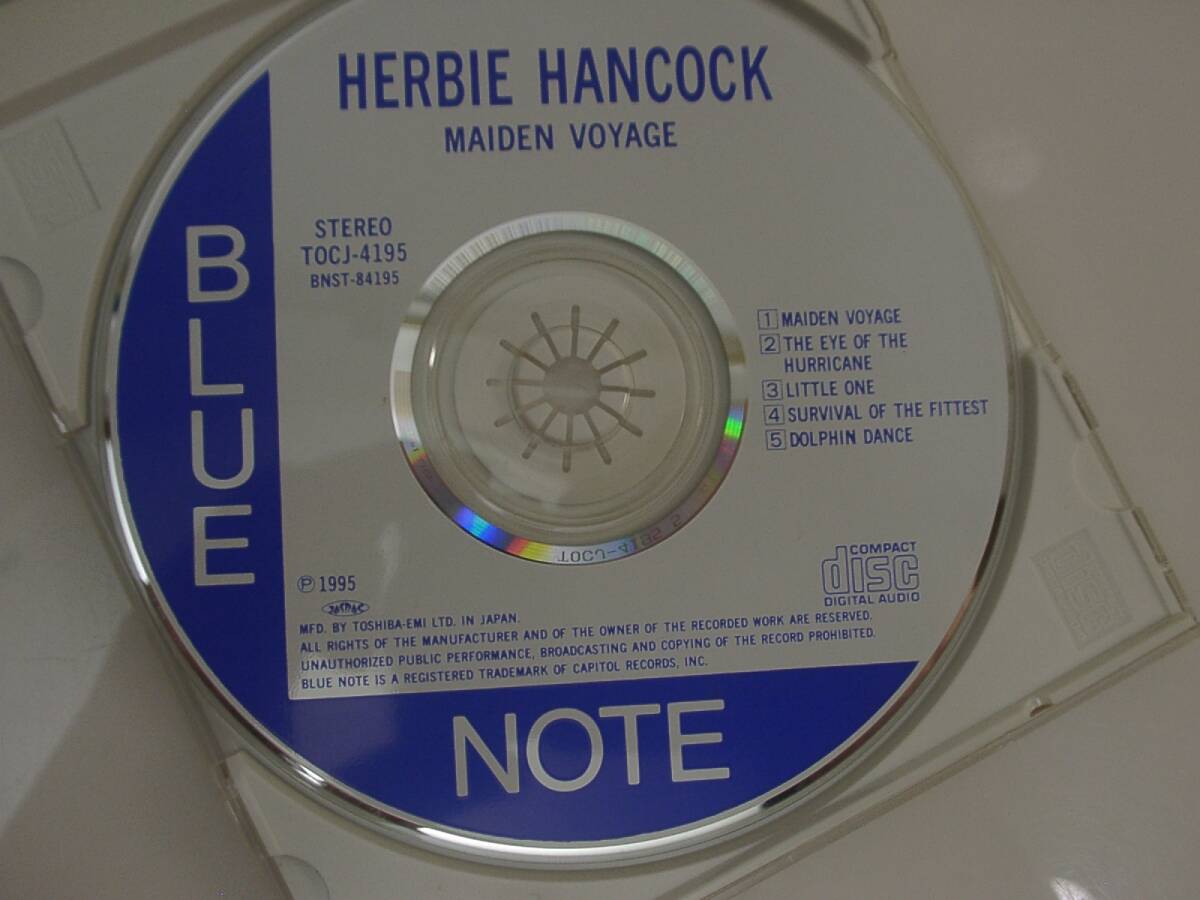 HERBIE HANCOCK
MAIDEN VOYAGE
STEREO
TOCJ-4195
BNST-84195
1 MAIDEN VOYAGE
2 THE EYE OF THE
HURRICANE
3 LITTLE ONE
4 SURVIVAL OF THE FITTEST
5 DOLPHIN DANCE
BLUE
℗ 1995
JASRAC
COMPACT
disc
DIGITAL AUDIO
MFD. BY TOSHIBA-EMI LTD. IN JAPAN.
ALL RIGHTS OF THE MANUFACTURER AND OF THE OWNER OF THE RECORDED WORK ARE RESERVED.
UNAUTHORIZED PUBLIC PERFORMANCE, BROADCASTING AND COPYING OF THE RECORD PROHIBITED.
BLUE NOTE IS A REGISTERED TRADEMARK OF CAPITOL RECORDS, INC.
NOTE